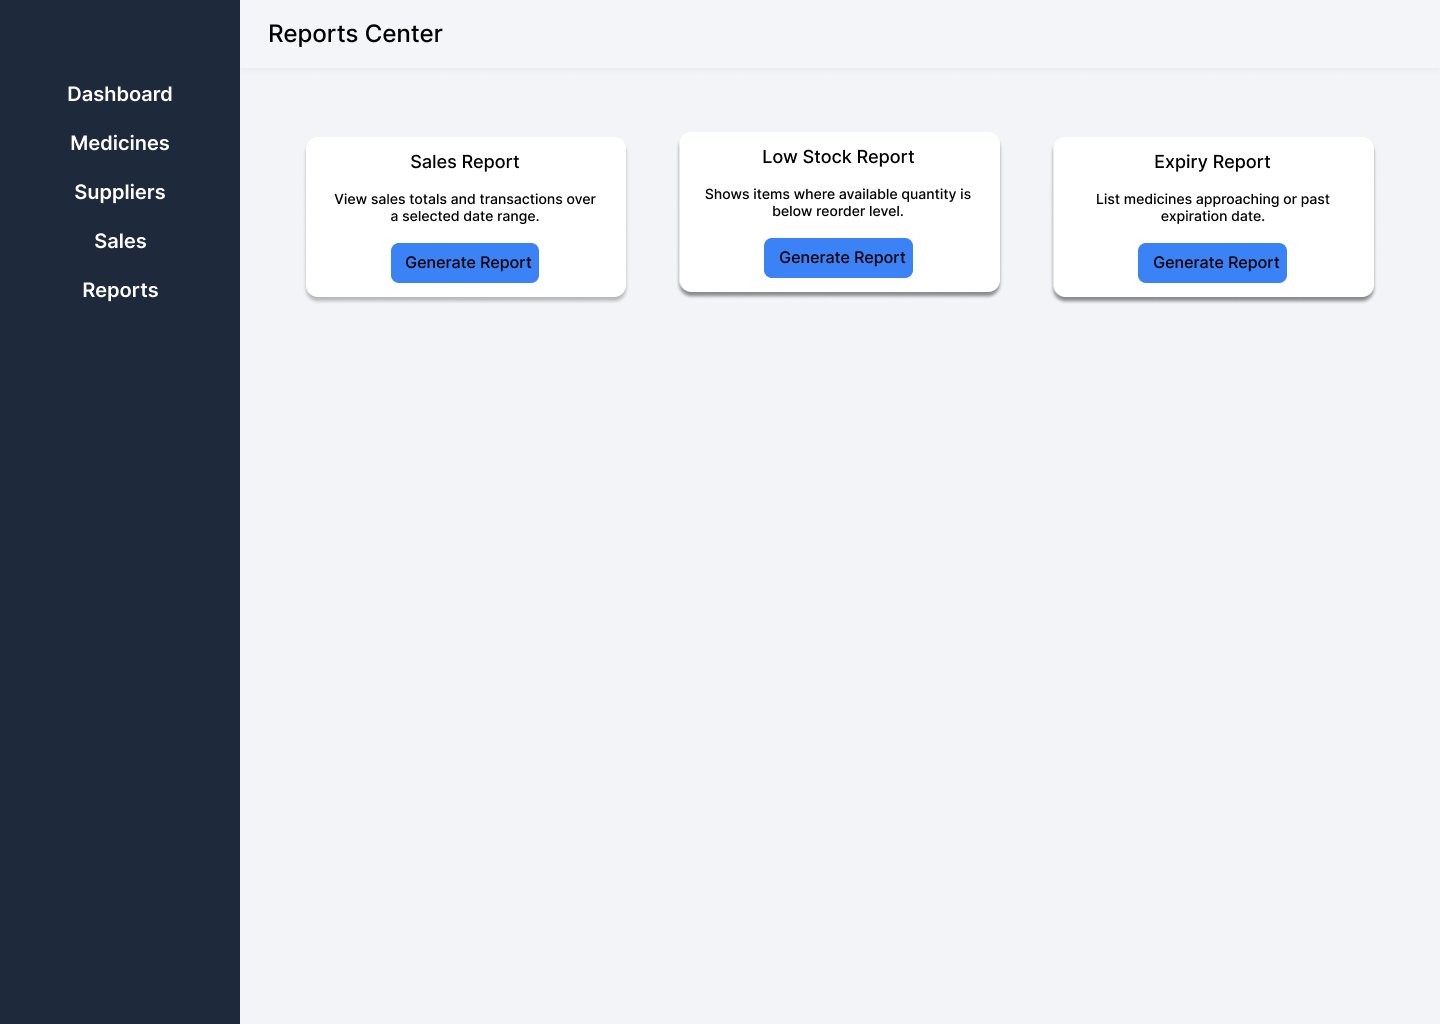 Reports Center
Dashboard
Medicines
Suppliers
Sales
Reports
Sales Report
View sales totals and transactions over
a selected date range.
Generate Report
Low Stock Report
Shows items where available quantity is
below reorder level.
Generate Report
Expiry Report
List medicines approaching or past
expiration date.
Generate Report